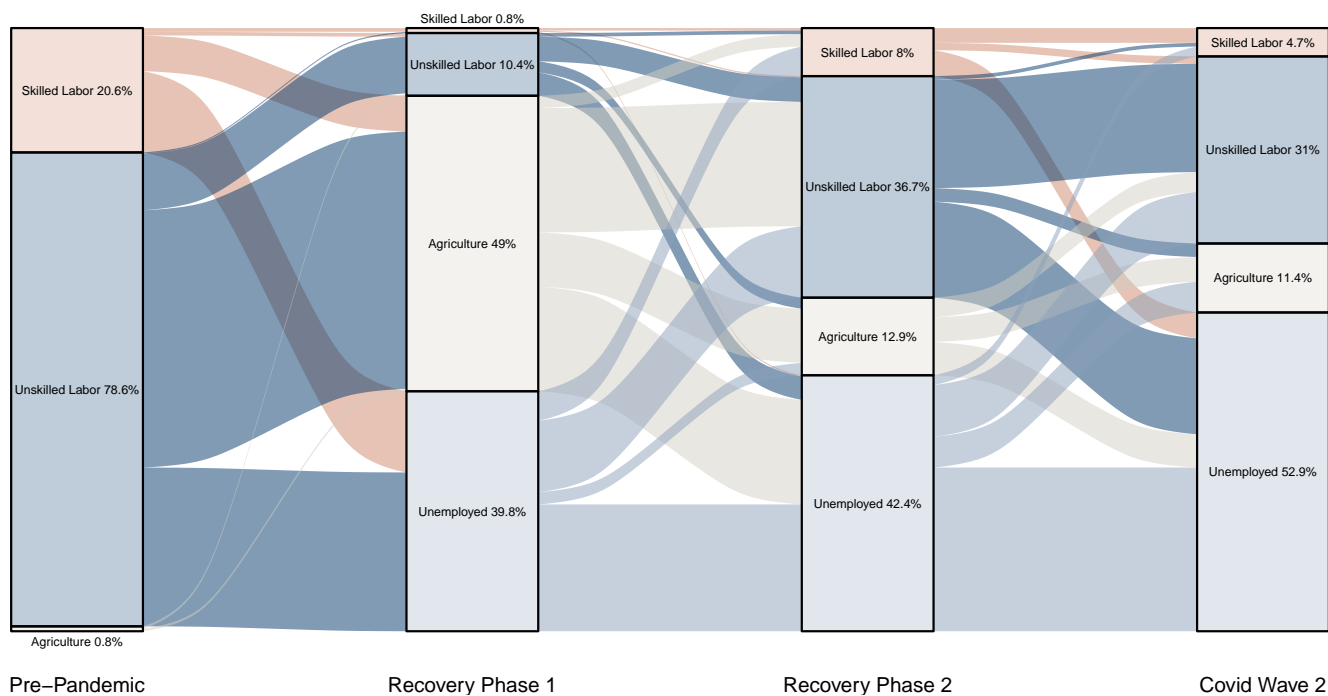 Skilled Labor 20.6%
Unskilled Labor 78.6%
Agriculture 0.8%
Skilled Labor 0.8%
Unskilled Labor 10.4%
Agriculture 49%
Unemployed 39.8%
Skilled Labor 8%
Unskilled Labor 36.7%
Agriculture 12.9%
Unemployed 42.4%
Skilled Labor 4.7%
Unskilled Labor 31%
Agriculture 11.4%
Unemployed 52.9%
Pre−Pandemic
Recovery Phase 1
Recovery Phase 2
Covid Wave 2